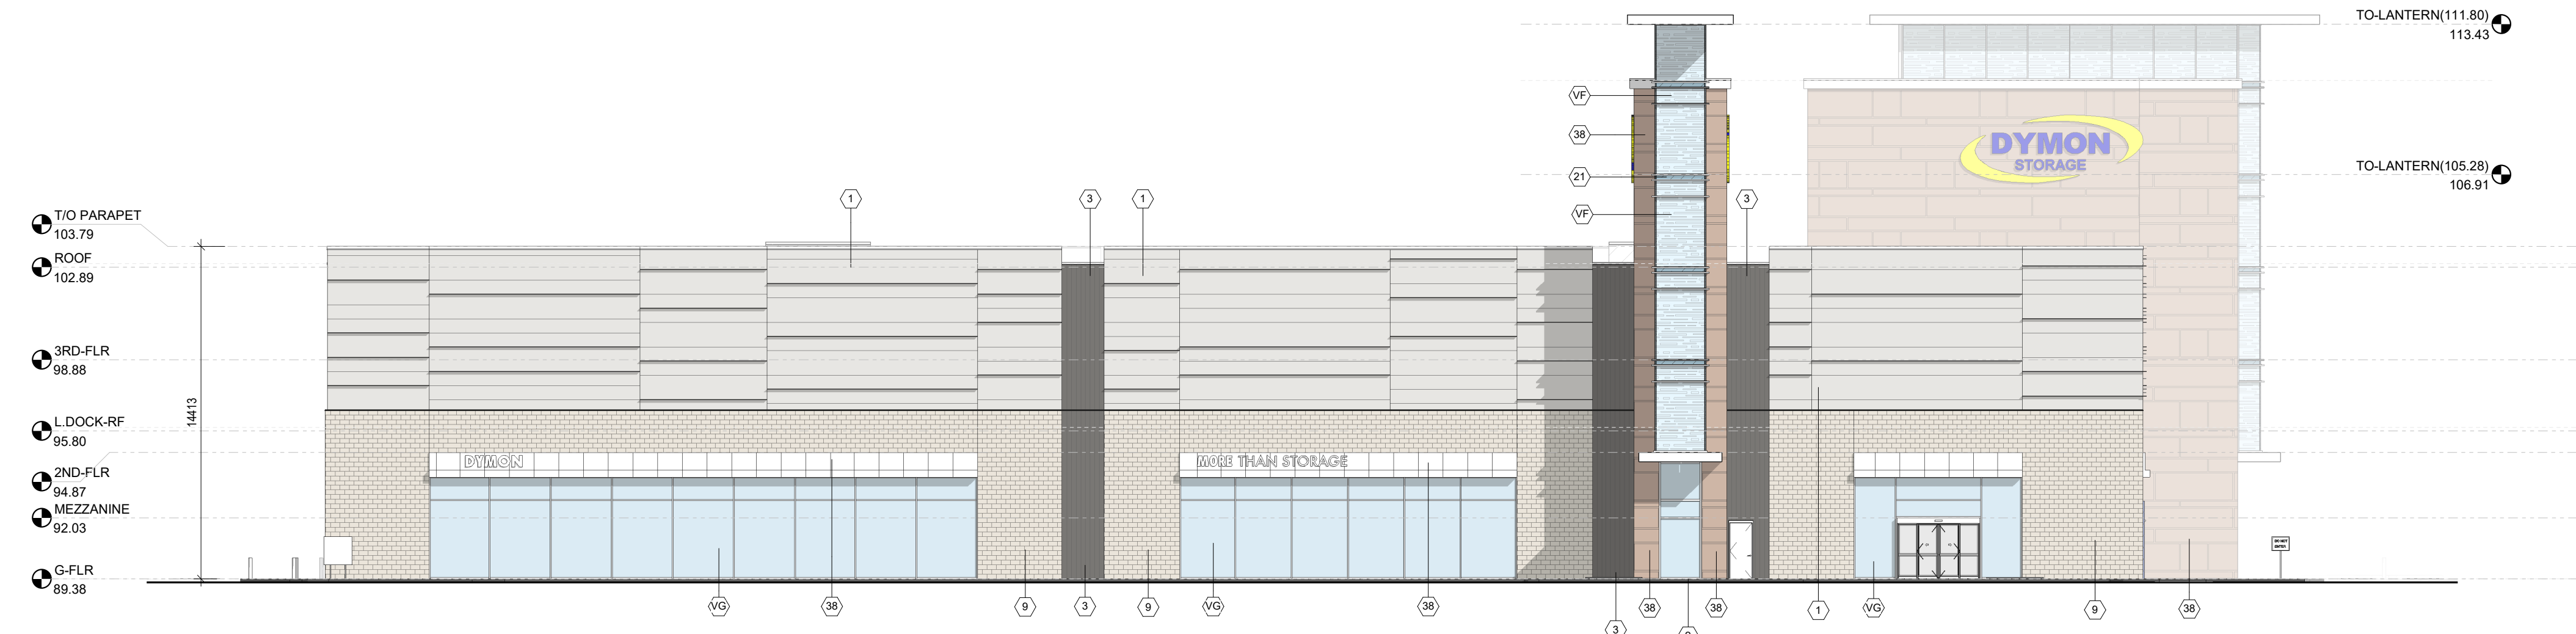 TO-LANTERN(111.80)
113.43
VF
38
DYMON
STORAGE
TO-LANTERN(105.28)
106.91
21
1
3
1
3
VF
T/O PARAPET
103.79
ROOF
102.89
3RD-FLR
98.88
14413
L.DOCK-RF
95.80
2ND-FLR
94.87
DYMON
MORE THAN STORAGE
MEZZANINE
92.03
DO NOT
ENTER
G-FLR
89.38
VG
38
9
3
9
VG
38
3
38
38
1
VG
9
38